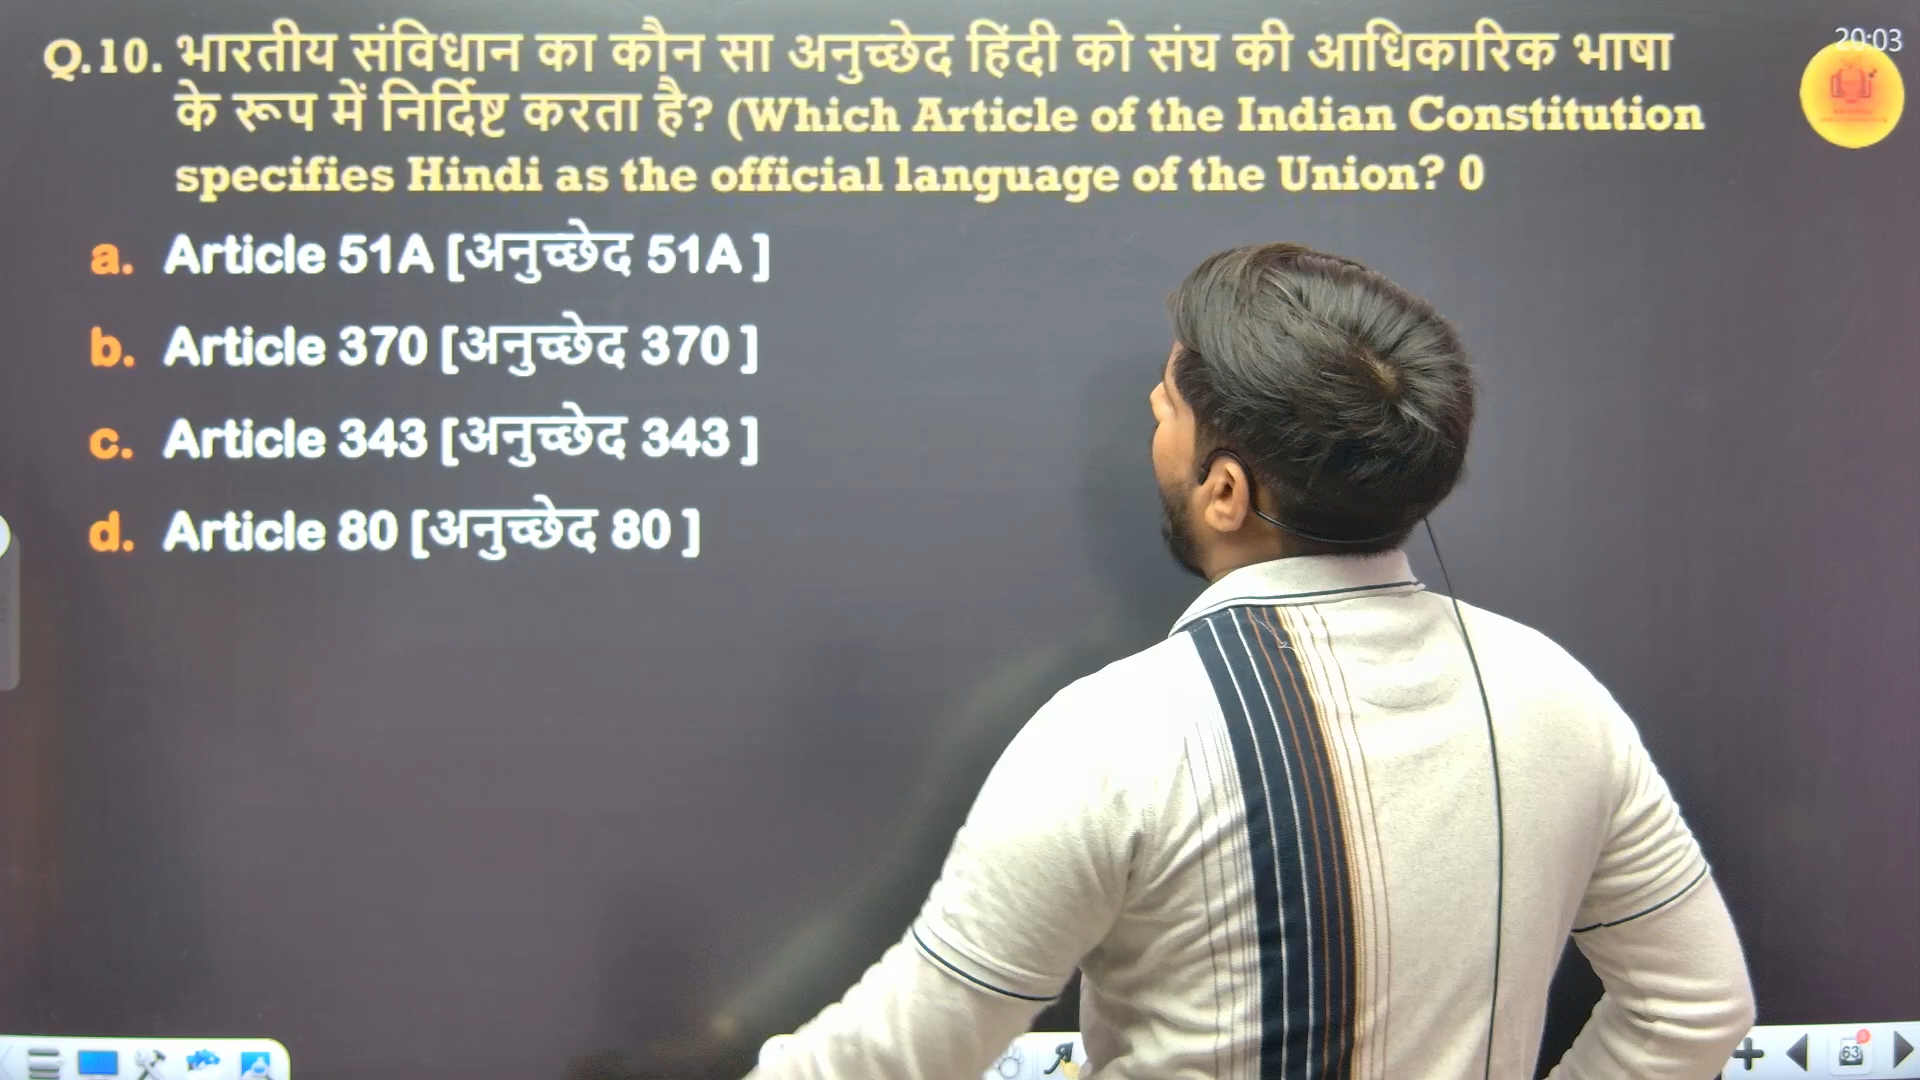 20:03
Q.10. भारतीय संविधान का कौन सा अनुच्छेद हिंदी को संघ की आधिकारिक भाषा
के रूप में निर्दिष्ट करता है? (Which Article of the Indian Constitution
specifies Hindi as the official language of the Union? 0
a. Article 51A [अनुच्छेद 51A ]
b. Article 370 [अनुच्छेद 370 ]
c. Article 343 [अनुच्छेद 343 ]
d. Article 80 [अनुच्छेद 80 ]
63